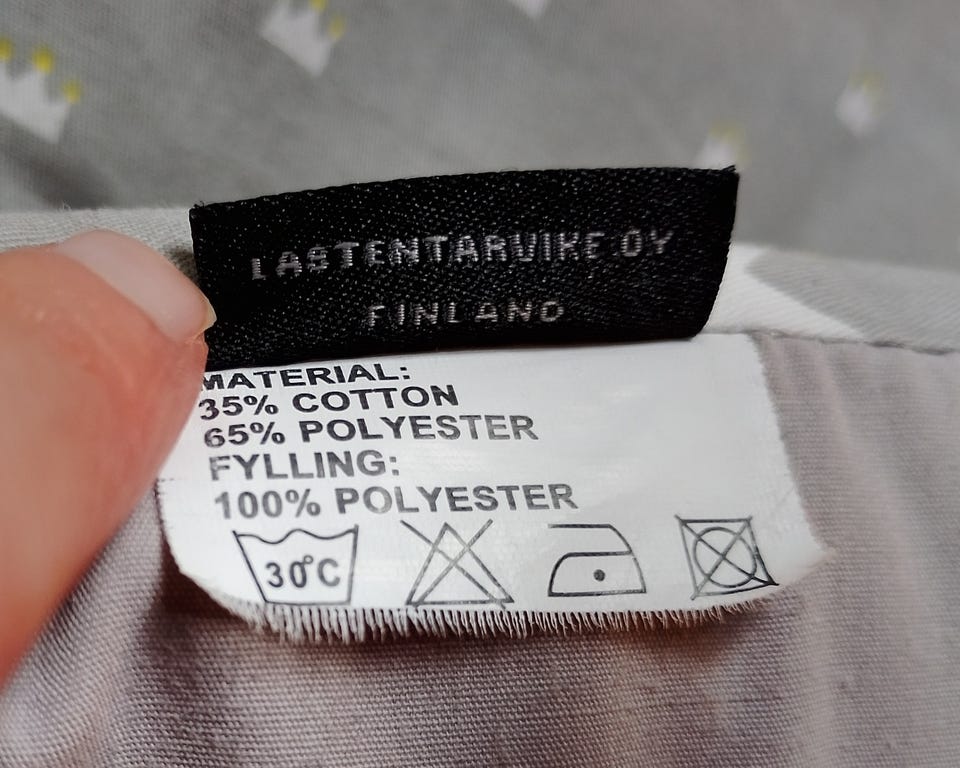 LASTENTARVIKE OY
FINLAND
MATERIAL:
35% COTTON
65% POLYESTER
FYLLING:
100% POLYESTER
30°C